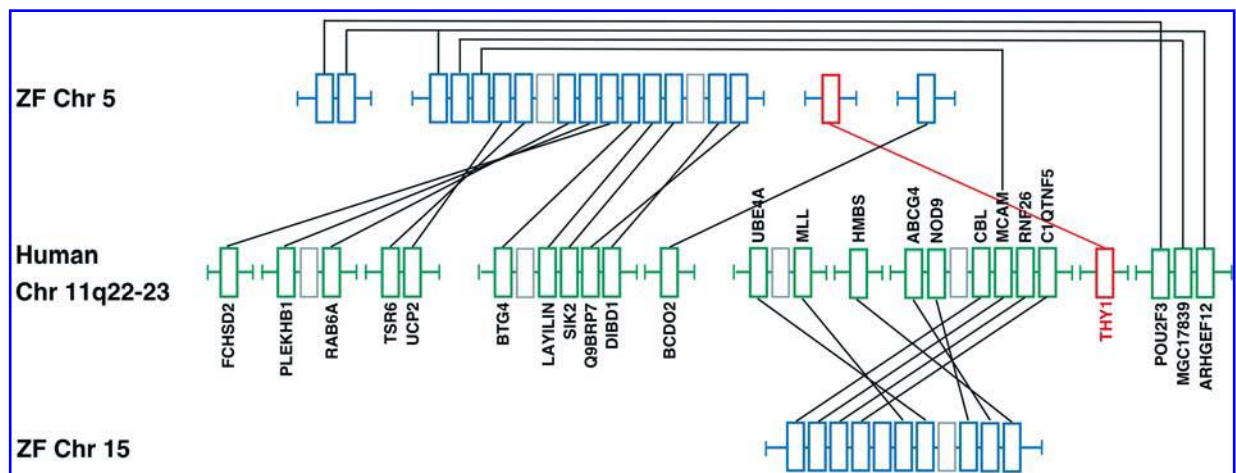 ZF Chr 5
UBE4A
MLL
HMBS
ABCG4
NOD9
CBL
MCAM
RNF26
C1QTNF5
Human
Chr 11q22-23
FCHSD2
PLEKHB1
RAB6A
TSR6
UCP2
BTG4
LAYILIN
SIK2
Q9BRP7
DIBD1
BCDO2
THY1
POU2F3
MGC17839
ARHGEF12
ZF Chr 15